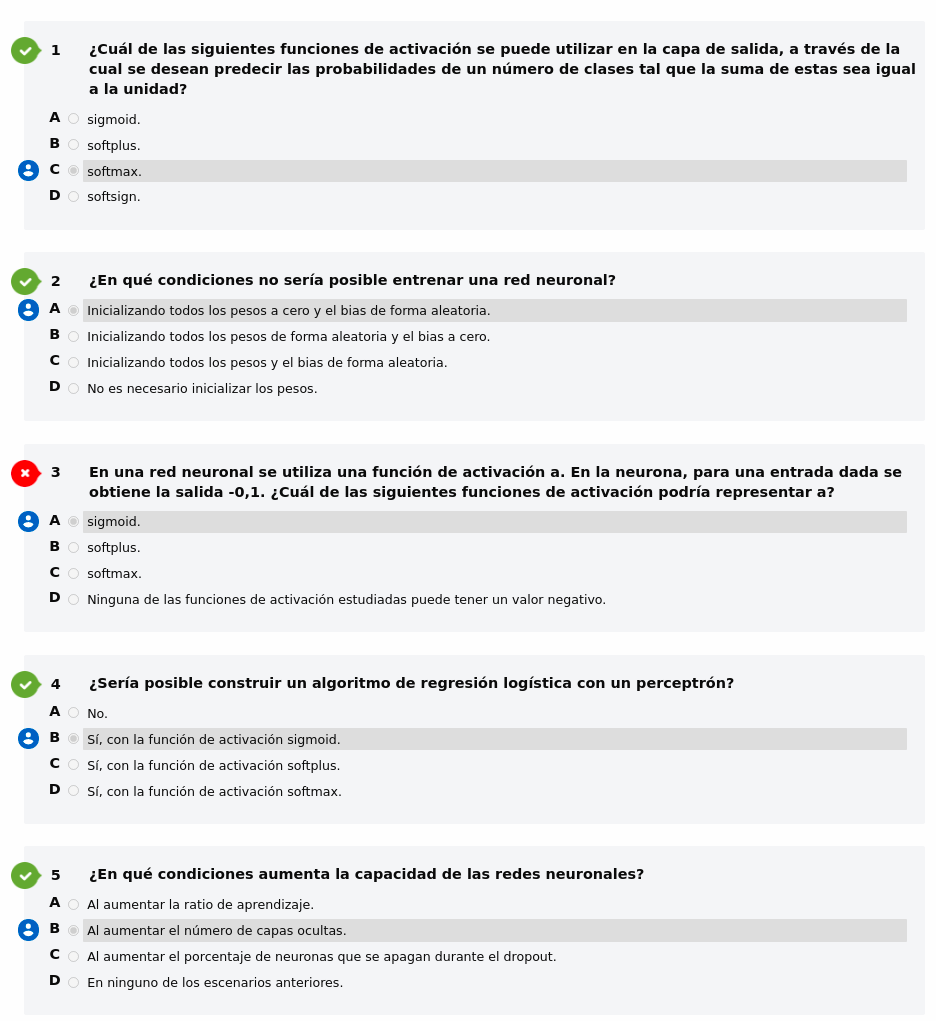 1 ¿Cuál de las siguientes funciones de activación se puede utilizar en la capa de salida, a través de la
cual se desean predecir las probabilidades de un número de clases tal que la suma de estas sea igual
a la unidad?
A sigmoid.
B softplus.
C softmax.
D softsign.
2 ¿En qué condiciones no sería posible entrenar una red neuronal?
A Inicializando todos los pesos a cero y el bias de forma aleatoria.
B Inicializando todos los pesos de forma aleatoria y el bias a cero.
C Inicializando todos los pesos y el bias de forma aleatoria.
D No es necesario inicializar los pesos.
3 En una red neuronal se utiliza una función de activación a. En la neurona, para una entrada dada se
obtiene la salida -0,1. ¿Cuál de las siguientes funciones de activación podría representar a?
A sigmoid.
B softplus.
C softmax.
D Ninguna de las funciones de activación estudiadas puede tener un valor negativo.
4 ¿Sería posible construir un algoritmo de regresión logística con un perceptrón?
A No.
B Sí, con la función de activación sigmoid.
C Sí, con la función de activación softplus.
D Sí, con la función de activación softmax.
5 ¿En qué condiciones aumenta la capacidad de las redes neuronales?
A Al aumentar la ratio de aprendizaje.
B Al aumentar el número de capas ocultas.
C Al aumentar el porcentaje de neuronas que se apagan durante el dropout.
D En ninguno de los escenarios anteriores.